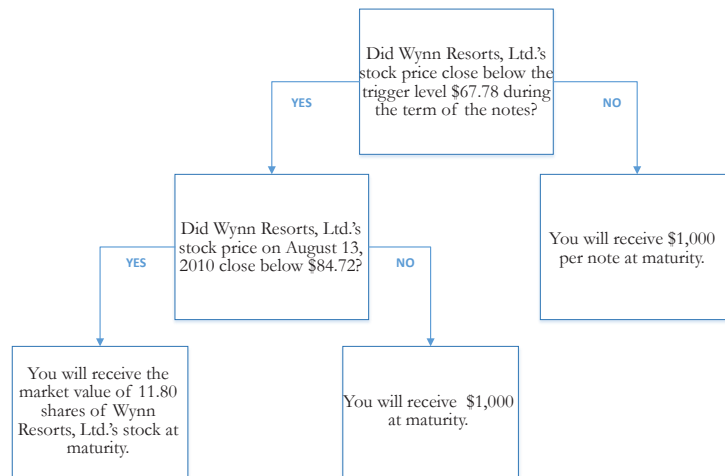 Did Wynn Resorts, Ltd.'s
stock price close below the
trigger level $67.78 during
the term of the notes?
YES
NO
Did Wynn Resorts, Ltd.'s
stock price on August 13,
2010 close below $84.72?
You will receive $1,000
per note at maturity.
YES
NO
You will receive the
market value of 11.80
shares of Wynn
Resorts, Ltd.'s stock at
maturity.
You will receive $1,000
at maturity.